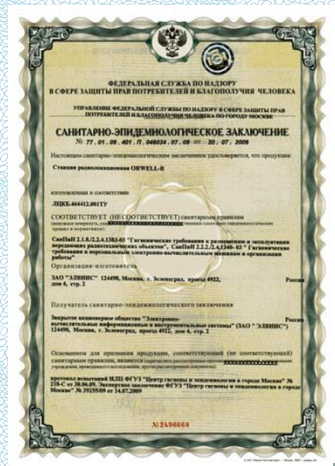 ФЕДЕРАЛЬНАЯ СЛУЖБА ПО НАДЗОРУ
В СФЕРЕ ЗАЩИТЫ ПРАВ ПОТРЕБИТЕЛЕЙ И БЛАГОПОЛУЧИЯ ЧЕЛОВЕКА
УПРАВЛЕНИЕ ФЕДЕРАЛЬНОЙ СЛУЖБЫ ПО НАДЗОРУ В СФЕРЕ ЗАЩИТЫ ПРАВ
ПОТРЕБИТЕЛЕЙ И БЛАГОПОЛУЧИЯ ЧЕЛОВЕКА ПО ГОРОДУ МОСКВЕ
САНИТАРНО-ЭПИДЕМИОЛОГИЧЕСКОЕ ЗАКЛЮЧЕНИЕ
№ 77.01.09.401.П.048034.07.09 от 20.07.2009
Настоящим санитарно-эпидемиологическим заключением удостоверяется, что продукция:
Станция радиолокационная ORWELL-R
изготовленная в соответствии
ЛЦКБ.464412.001ТУ
СООТВЕТСТВУЕТ (НЕ СООТВЕТСТВУЕТ) санитарным правилам
СанПиН 2.1.8/2.2.4.1383-03 "Гигиенические требования к размещению и эксплуатации
передающих радиотехнических объектов", СанПиН 2.2.2/2.4.1340-03 "Гигиенические
требования к персональным электронно-вычислительным машинам и организации
работы"
Организация-изготовитель
ЗАО "ЭЛВИИС" 124498, Москва, г. Зеленоград, проезд 4922, Россия
дом 4, стр. 2
Получатель санитарно-эпидемиологического заключения
Закрытое акционерное общество "Электронно- Россия
вычислительные информационные и инструментальные системы" (ЗАО "ЭЛВИИС")
124498, Москва, г. Зеленоград, проезд 4922, дом 4, стр. 2
Основанием для признания продукции, соответствующей (не соответствующей)
санитарным правилам, являются
протокол испытаний ИЛЦ ФГУЗ "Центр гигиены и эпидемиологии в городе Москве" №
218-С от 30.06.09. Экспертное заключение ФГУЗ "Центр гигиены и эпидемиологии в городе
Москве" № 39255/09 от 14.07.2009
№2496668